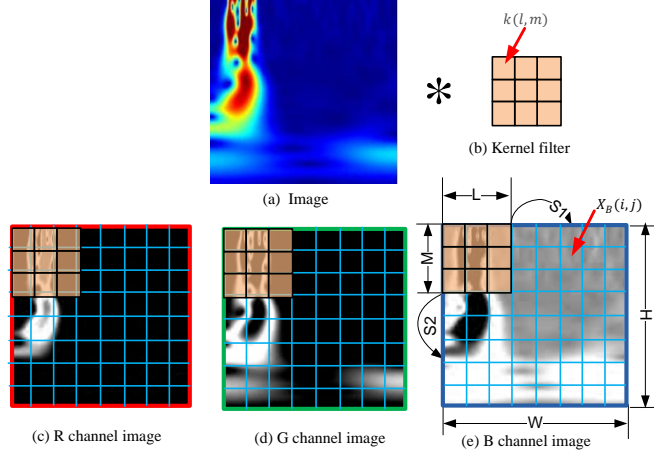 k(l,m)
*
(b) Kernel filter
(a) Image
L
S1
X_B(i,j)
M
S2
H
W
(c) R channel image
(d) G channel image
(e) B channel image